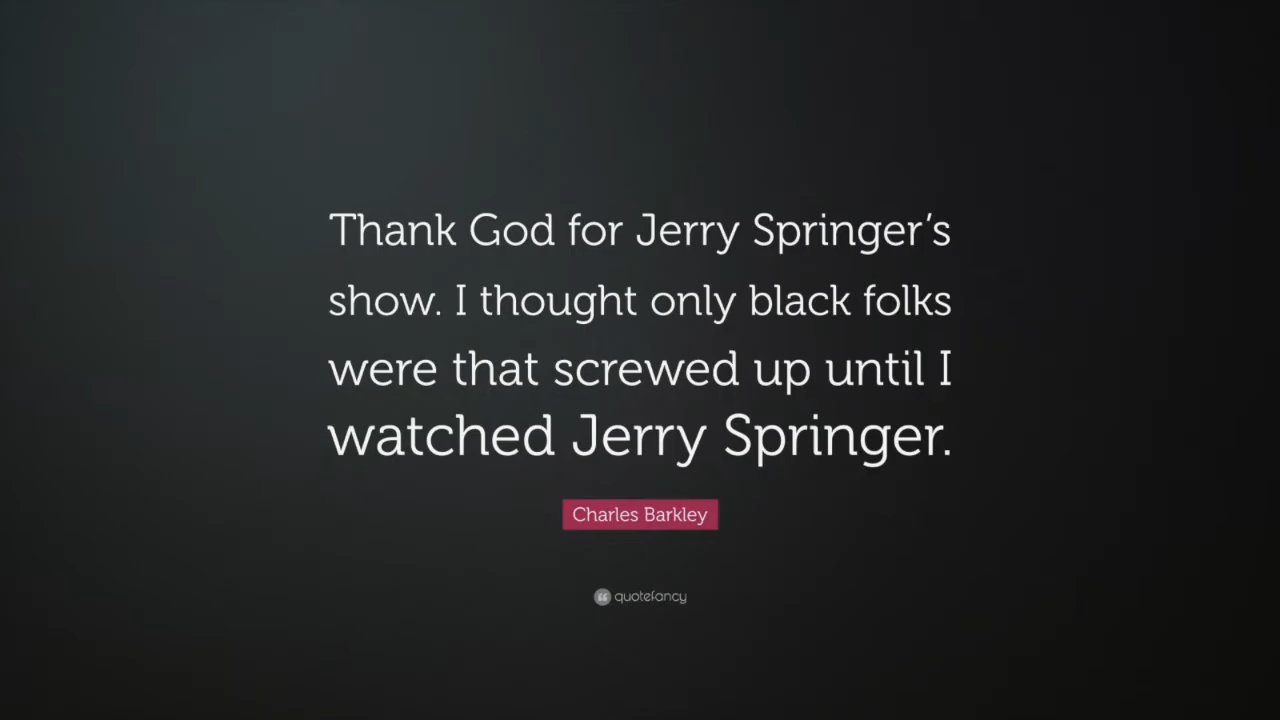 Thank God for Jerry Springer’s
show. I thought only black folks
were that screwed up until I
watched Jerry Springer.
Charles Barkley
quotefancy